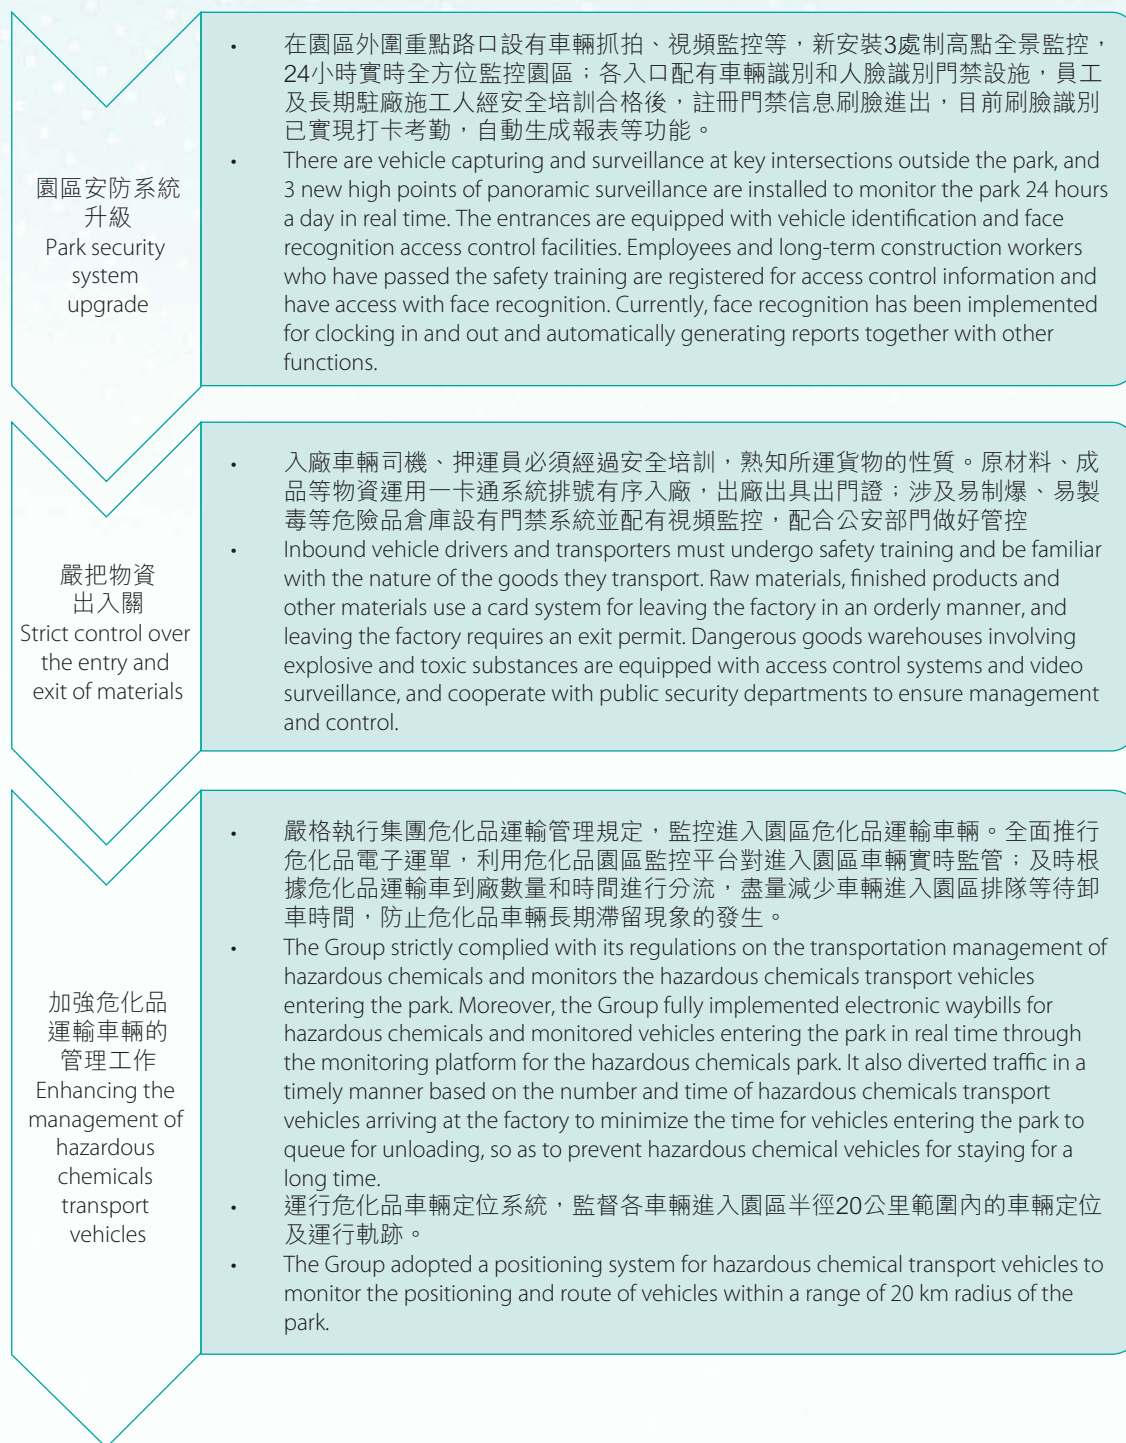 園區安防系統
升級
Park security
system
upgrade
• 在園區外圍重點路口設有車輛抓拍、視頻監控等，新安裝3處制高點全景監控，
24小時實時全方位監控園區；各入口配有車輛識別和人臉識別門禁設施，員工
及長期駐廠施工人經安全培訓合格後，註冊門禁信息刷臉進出，目前刷臉識別
已實現打卡考勤，自動生成報表等功能。
• There are vehicle capturing and surveillance at key intersections outside the park, and
3 new high points of panoramic surveillance are installed to monitor the park 24 hours
a day in real time. The entrances are equipped with vehicle identification and face
recognition access control facilities. Employees and long-term construction workers
who have passed the safety training are registered for access control information and
have access with face recognition. Currently, face recognition has been implemented
for clocking in and out and automatically generating reports together with other
functions.
嚴把物資
出入關
Strict control over
the entry and
exit of materials
• 入廠車輛司機、押運員必須經過安全培訓，熟知所運貨物的性質。原材料、成
品等物資運用一卡通系統排號有序入廠，出廠出具出門證；涉及易制爆、易製
毒等危險品倉庫設有門禁系統並配有視頻監控，配合公安部門做好管控
• Inbound vehicle drivers and transporters must undergo safety training and be familiar
with the nature of the goods they transport. Raw materials, finished products and
other materials use a card system for leaving the factory in an orderly manner, and
leaving the factory requires an exit permit. Dangerous goods warehouses involving
explosive and toxic substances are equipped with access control systems and video
surveillance, and cooperate with public security departments to ensure management
and control.
加強危化品
運輸車輛的
管理工作
Enhancing the
management of
hazardous
chemicals
transport
vehicles
• 嚴格執行集團危化品運輸管理規定，監控進入園區危化品運輸車輛。全面推行
危化品電子運單，利用危化品園區監控平台對進入園區車輛實時監管；及時根
據危化品運輸車到廠數量和時間進行分流，盡量減少車輛進入園區排隊等待卸
車時間，防止危化品車輛長期滯留現象的發生。
• The Group strictly complied with its regulations on the transportation management of
hazardous chemicals and monitors the hazardous chemicals transport vehicles
entering the park. Moreover, the Group fully implemented electronic waybills for
hazardous chemicals and monitored vehicles entering the park in real time through
the monitoring platform for the hazardous chemicals park. It also diverted traffic in a
timely manner based on the number and time of hazardous chemicals transport
vehicles arriving at the factory to minimize the time for vehicles entering the park to
queue for unloading, so as to prevent hazardous chemical vehicles for staying for a
long time.
• 運行危化品車輛定位系統，監督各車輛進入園區半徑20公里範圍內的車輛定位
及運行軌跡。
• The Group adopted a positioning system for hazardous chemical transport vehicles to
monitor the positioning and route of vehicles within a range of 20 km radius of the
park.